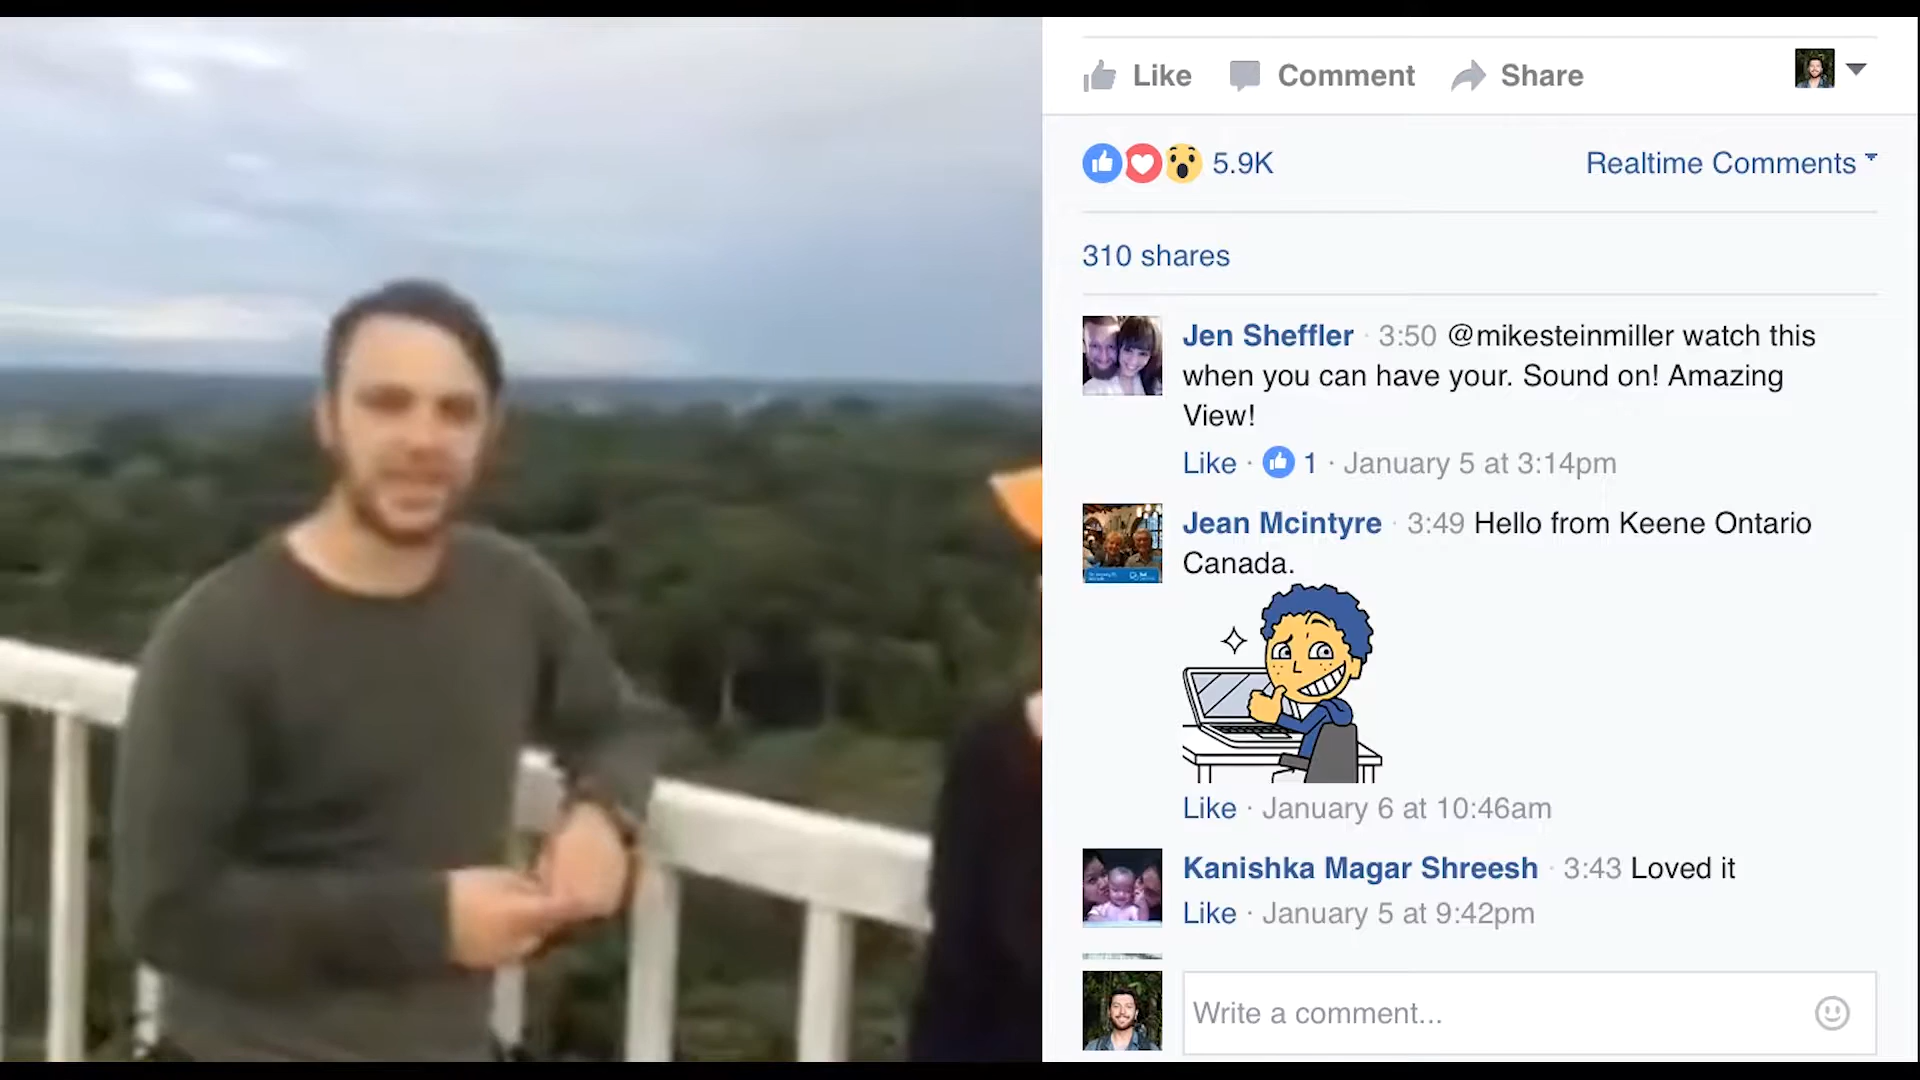 Like Comment Share
5.9K Realtime Comments
310 shares
Jen Sheffler · 3:50 @mikesteinmiller watch this
when you can have your. Sound on! Amazing
View!
Like · 1 · January 5 at 3:14pm
Jean Mcintyre · 3:49 Hello from Keene Ontario
Canada.
Like · January 6 at 10:46am
Kanishka Magar Shreesh · 3:43 Loved it
Like · January 5 at 9:42pm
Write a comment...